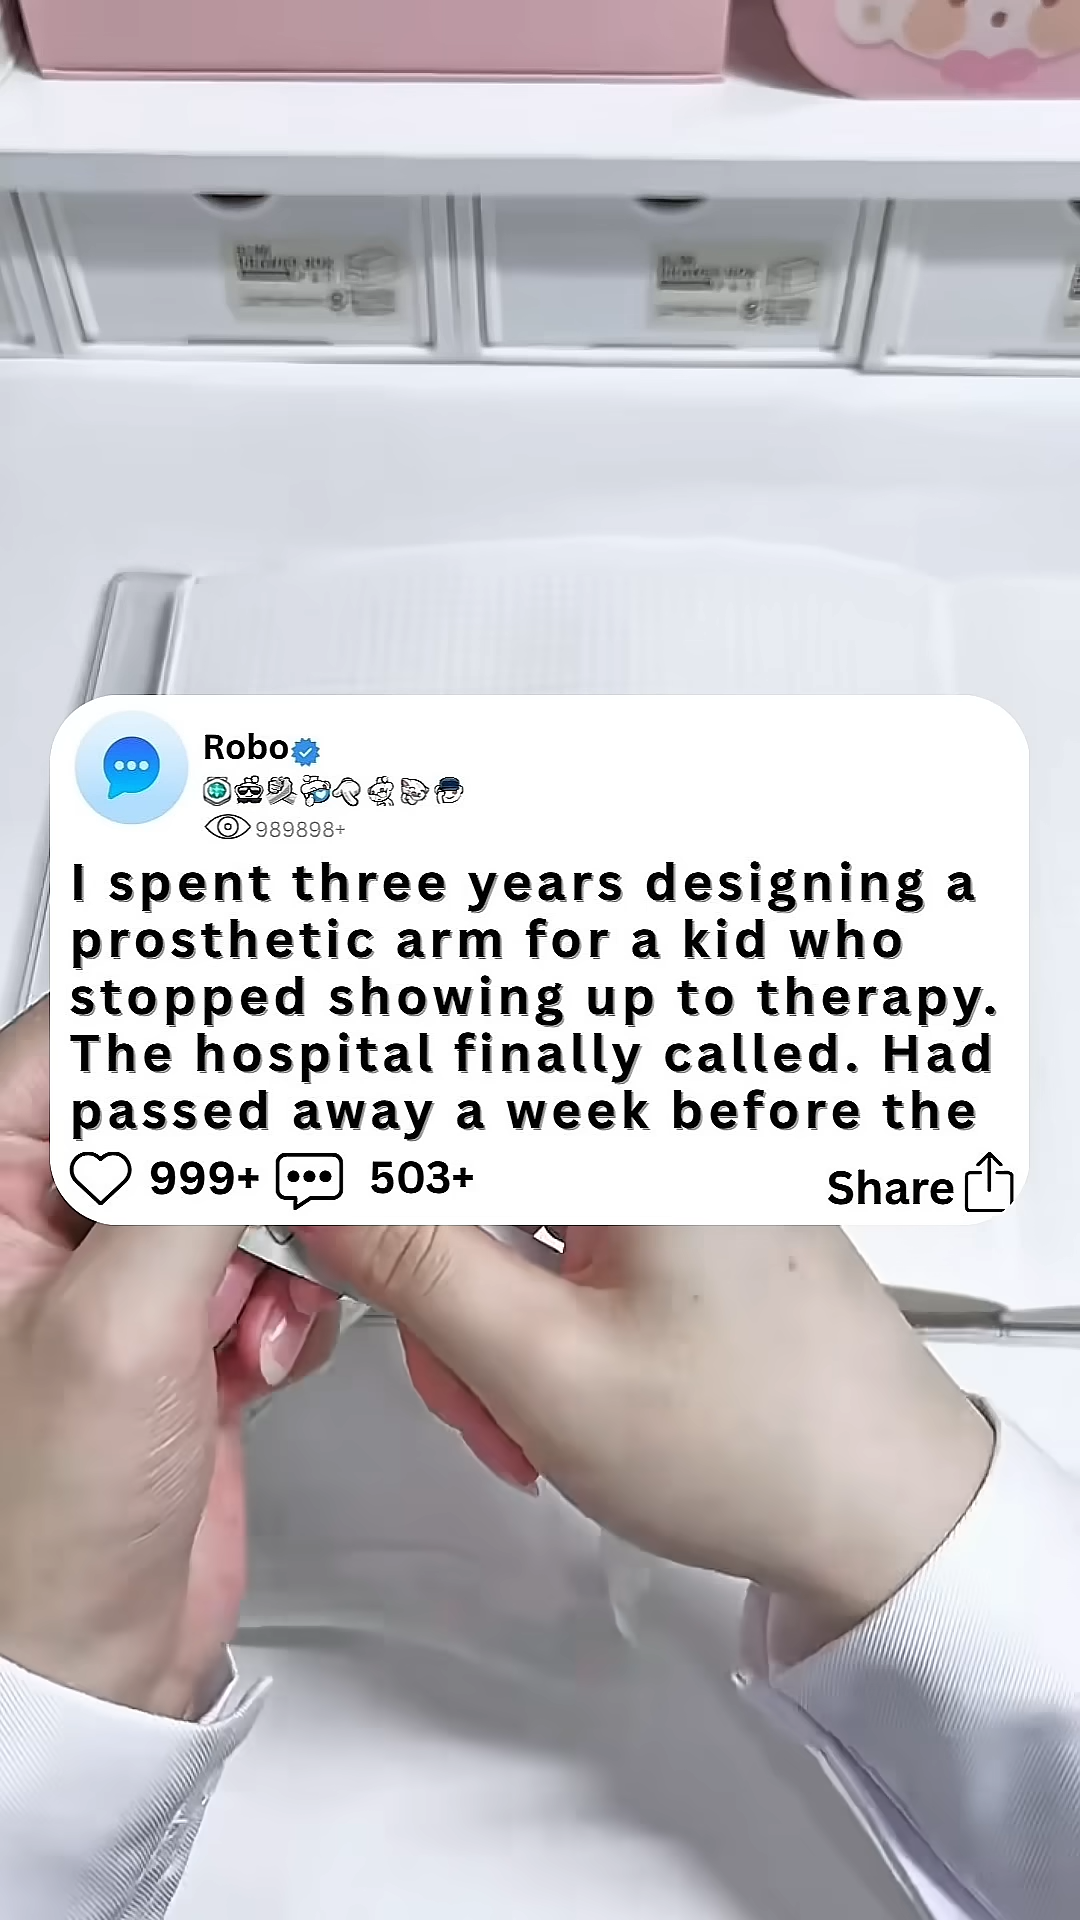 Robo
989898+
I spent three years designing a
prosthetic arm for a kid who
stopped showing up to therapy.
The hospital finally called. Had
passed away a week before the
999+ 503+ Share